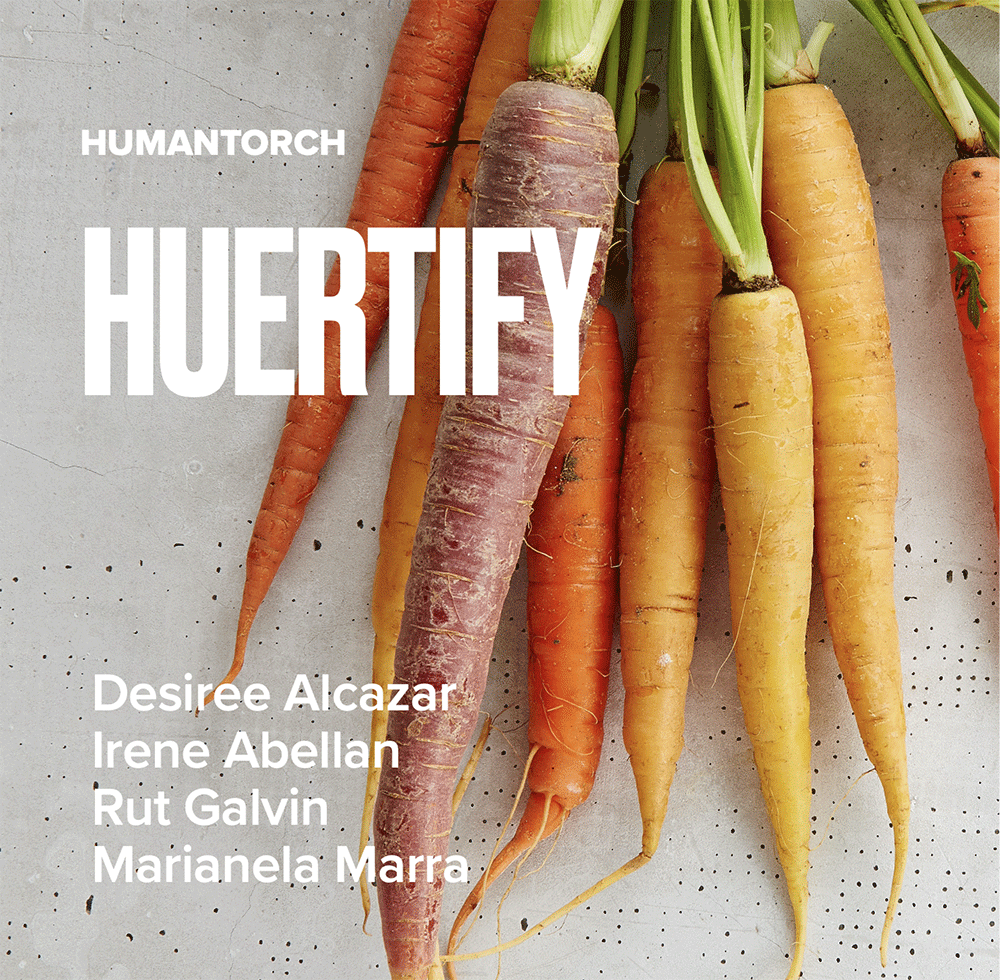 HUMANTORCH
HUERTIFY
Desiree Alcazar
Irene Abellan
Rut Galvin
Marianela Marra